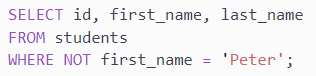 SELECT id, first_name, last_name
FROM students
WHERE NOT first_name = 'Peter';